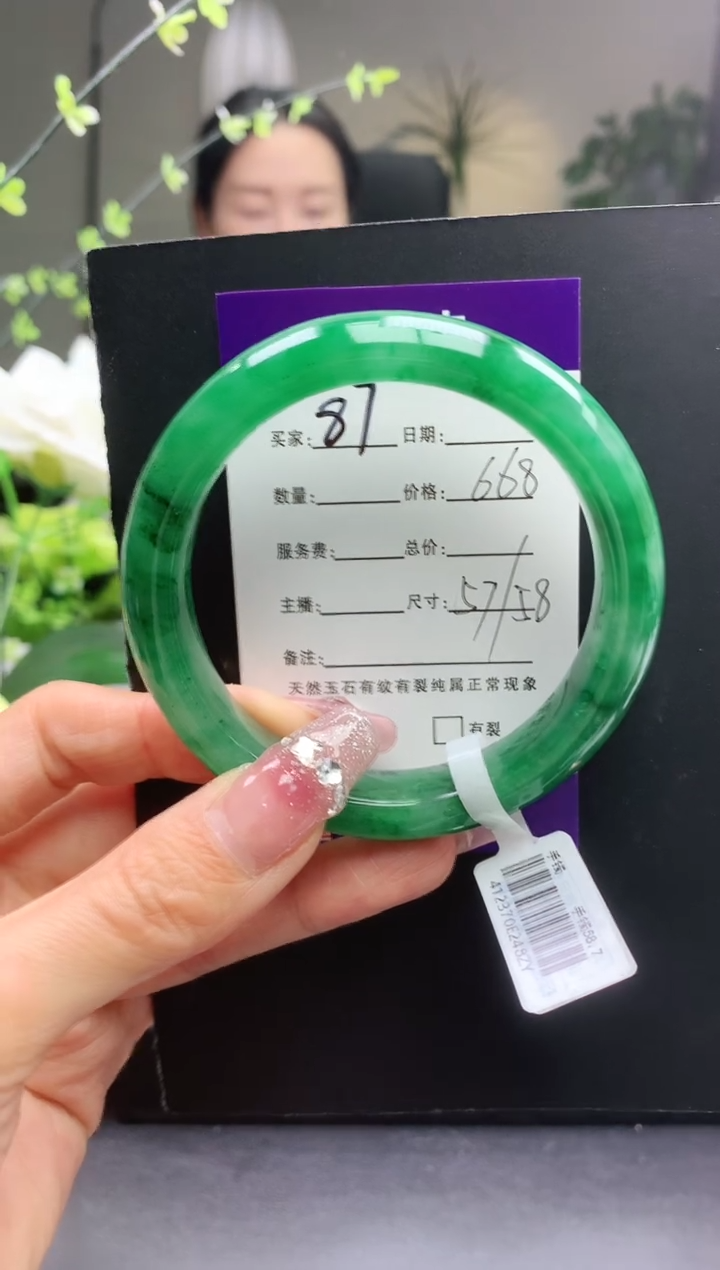 买家: 87 日期:
数量: 价格: 668
服务费: 总价:
主播: 尺寸: 57/58
备注:
天然玉石有纹有裂纯属正常现象
□有裂
手镯
412370E248ZY
手镯58.7